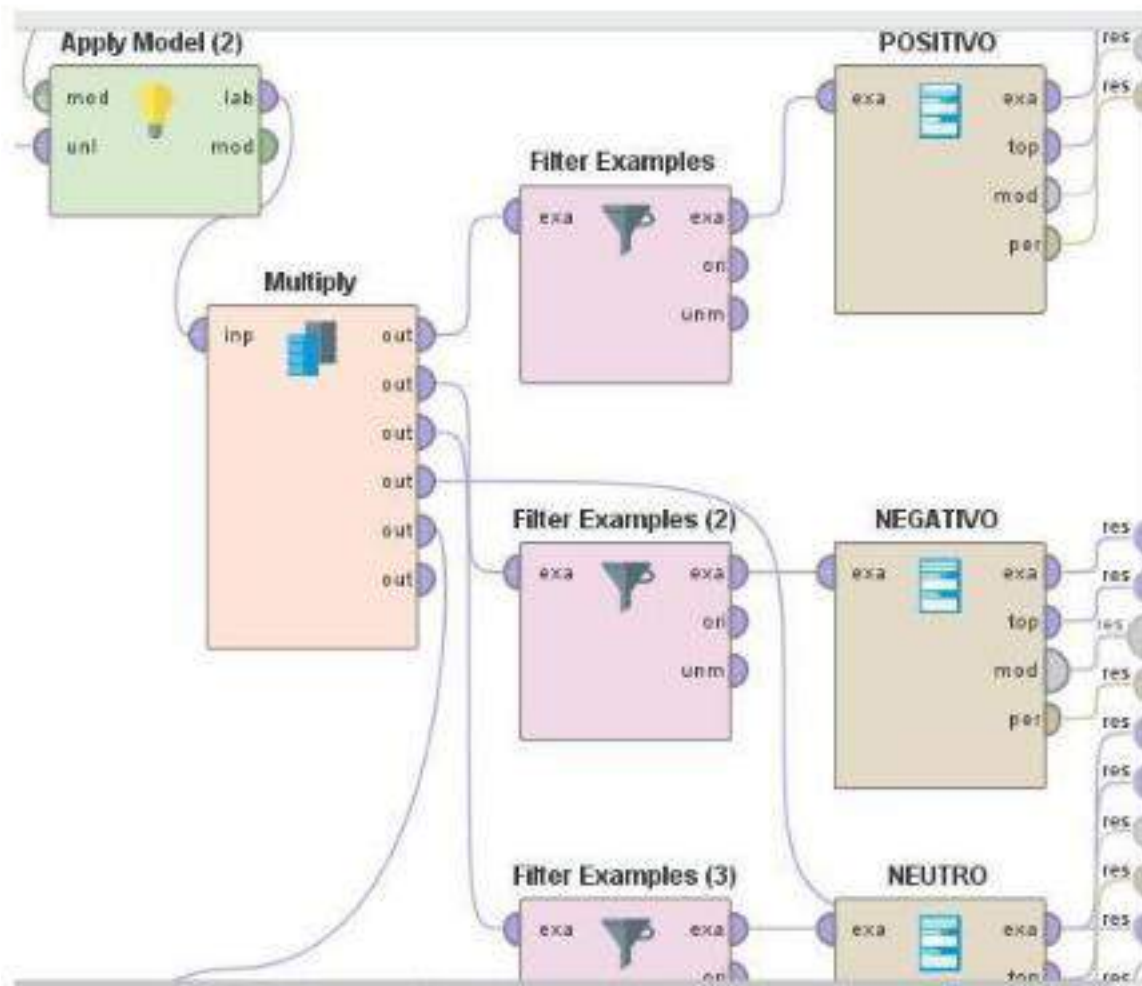 Apply Model (2)
mod
lab
unl
mod
Multiply
inp
out
out
out
out
out
out
Filter Examples
exa
exa
ori
unm
POSITIVO
exa
exa
top
mod
per
res
res
Filter Examples (2)
exa
exa
ori
unm
NEGATIVO
exa
exa
top
mod
per
res
res
res
res
res
res
res
res
res
res
Filter Examples (3)
exa
exa
ori
NEUTRO
exa
exa
top